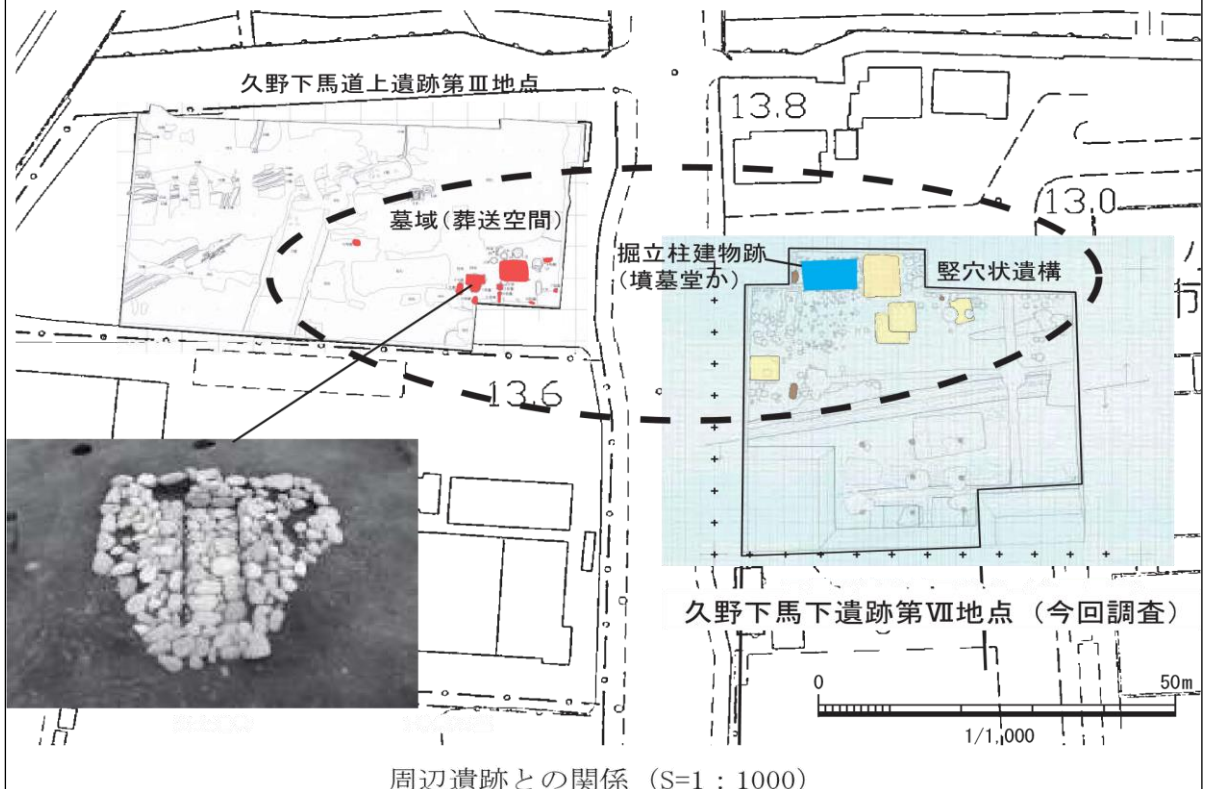 久野下馬道上遺跡第Ⅲ地点
13.8
墓域(葬送空間)
13.0
掘立柱建物跡
(墳墓堂か)
竪穴状遺構
13.6
久野下馬下遺跡第Ⅶ地点（今回調査）
0
50m
1/1,000
周辺遺跡との関係（S=1：1000）